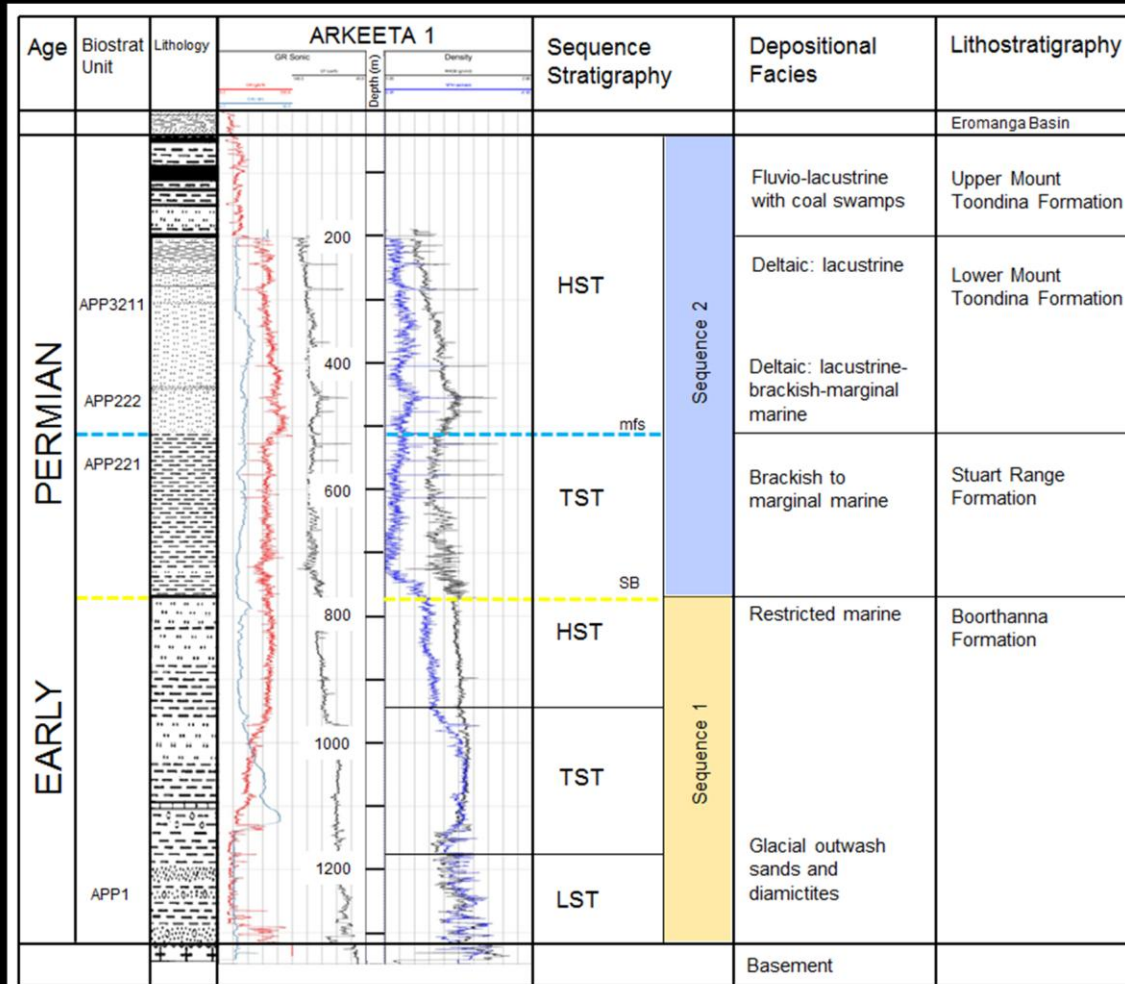 Age
Biostrat
Unit
Lithology
ARKEETA 1
GR Sonic
Depth (m)
Density
Sequence
Stratigraphy
Depositional
Facies
Lithostratigraphy
Eromanga Basin
EARLY PERMIAN
APP3211
APP222
APP221
APP1
200
400
600
800
1000
1200
HST
mfs
TST
SB
HST
TST
LST
Sequence 2
Sequence 1
Fluvio-lacustrine
with coal swamps
Deltaic: lacustrine
Deltaic: lacustrine-
brackish-marginal
marine
Brackish to
marginal marine
Restricted marine
Glacial outwash
sands and
diamictites
Basement
Upper Mount
Toondina Formation
Lower Mount
Toondina Formation
Stuart Range
Formation
Boorthanna
Formation